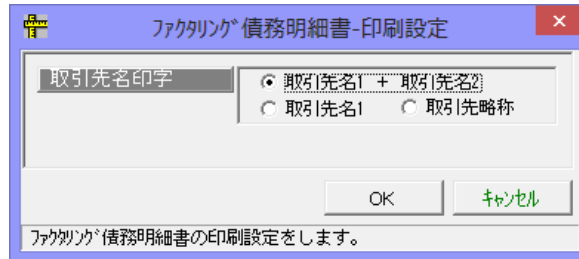 ﾌｧｸﾀﾘﾝｸﾞ債務明細書-印刷設定
取引先名印字
取引先名1 + 取引先名2
取引先名1 取引先略称
OK ｷｬﾝｾﾙ
ﾌｧｸﾀﾘﾝｸﾞ債務明細書の印刷設定をします。